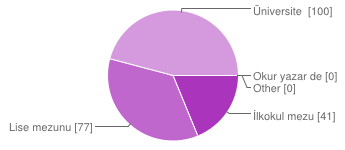 Üniversite [100]
Okur yazar de [0]
Other [0]
İlkokul mezu [41]
Lise mezunu [77]